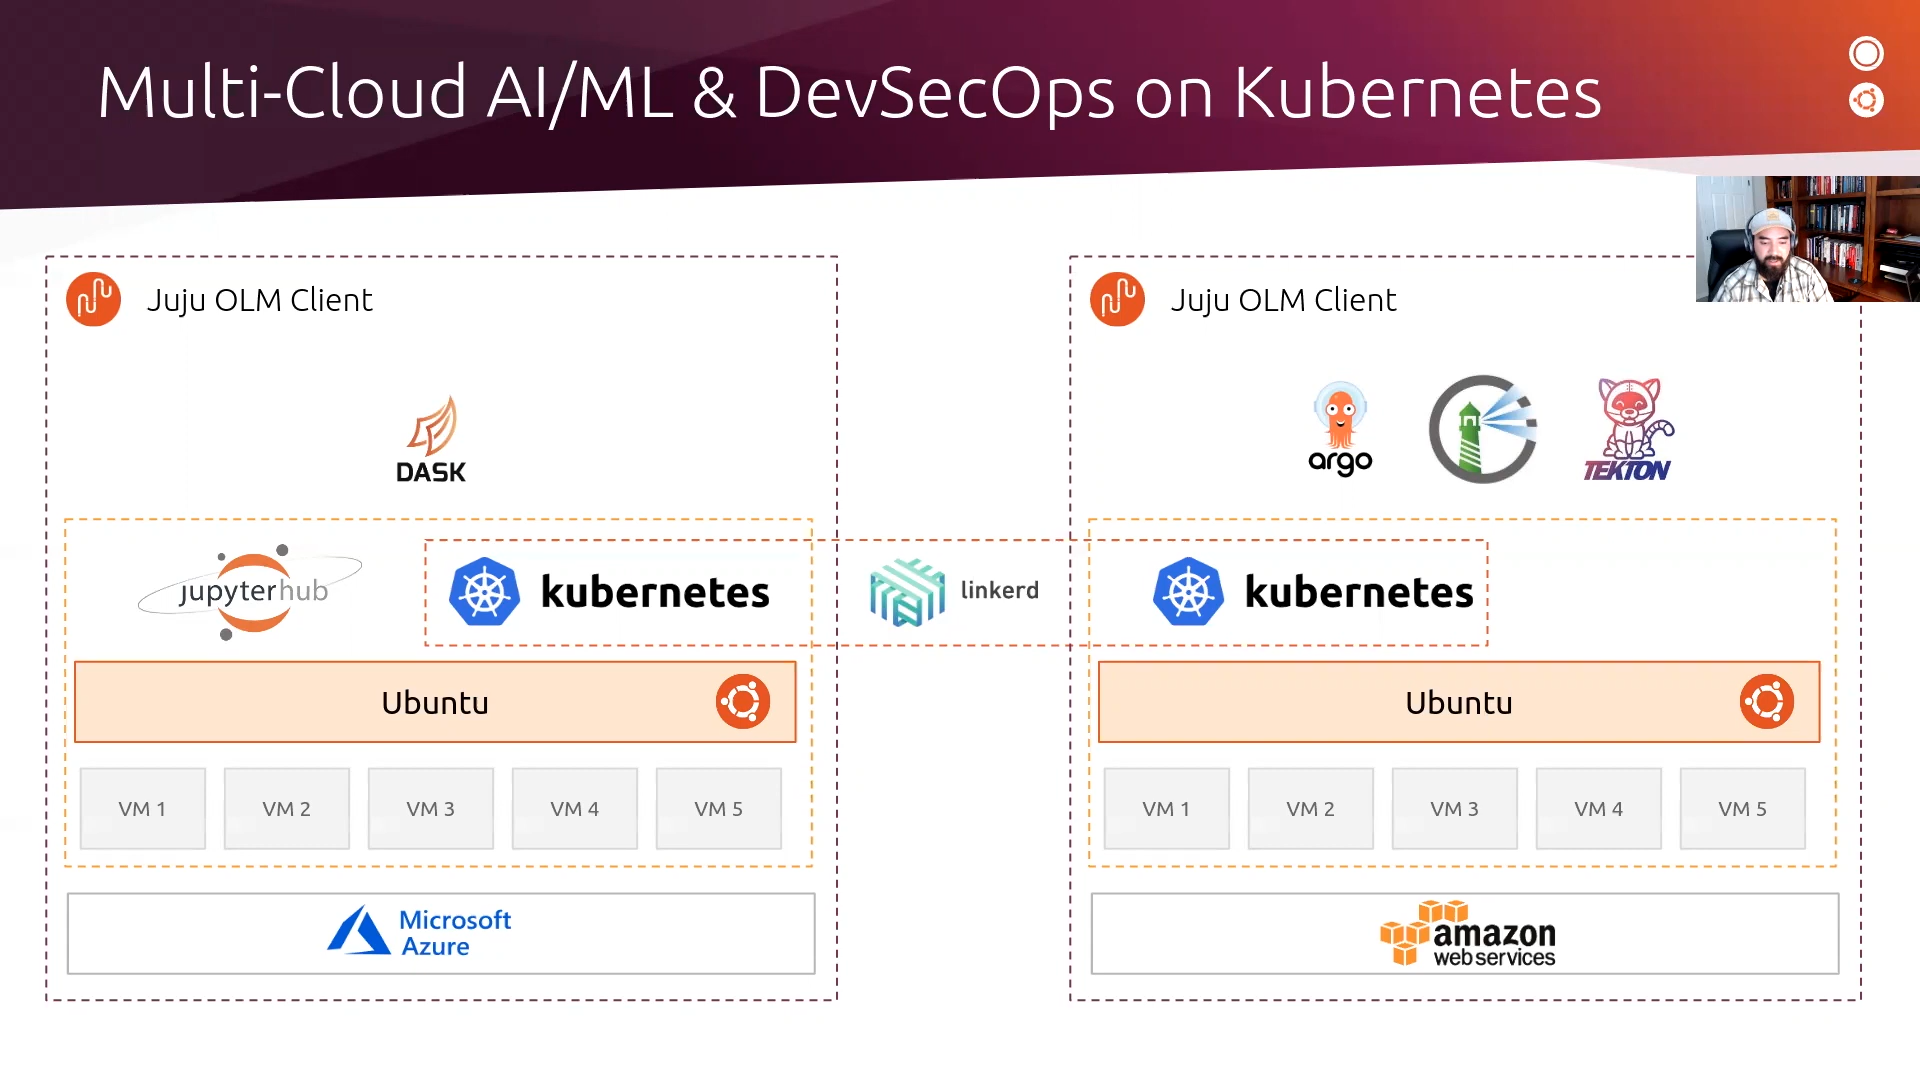 Multi-Cloud AI/ML & DevSecOps on Kubernetes
Juju OLM Client
DASK
jupyterhub
kubernetes
Ubuntu
VM 1
VM 2
VM 3
VM 4
VM 5
Microsoft
Azure
linkerd
Juju OLM Client
argo
TEKTON
kubernetes
Ubuntu
VM 1
VM 2
VM 3
VM 4
VM 5
amazon
web services